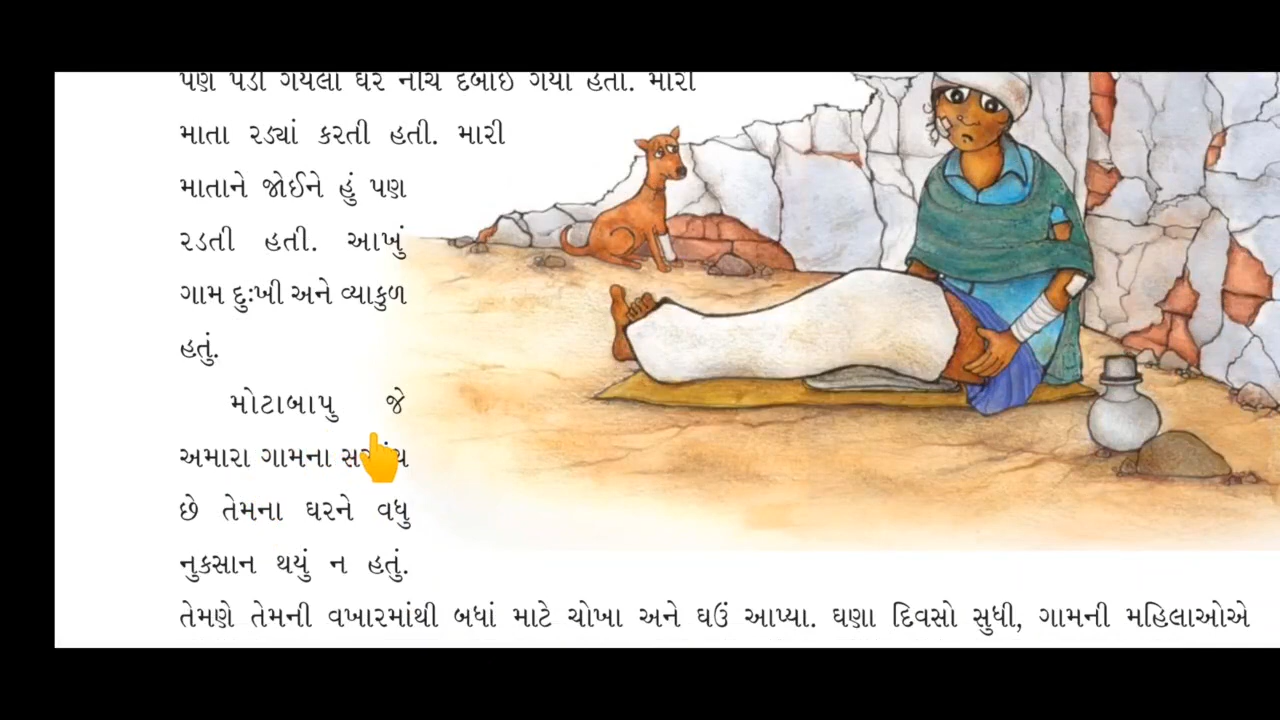 પણ પડી ગયેલા ઘર નીચે દબાઈ ગયા હતા. મારી
માતા રડ્યાં કરતી હતી. મારી
માતાને જોઈને હું પણ
રડતી હતી. આખું
ગામ દુઃખી અને વ્યાકુળ
હતું.
મોટાબાપુ જે
અમારા ગામના
છે તેમના ઘરને વધુ
નુકસાન થયું ન હતું.
તેમણે તેમની વખારમાંથી બધાં માટે ચોખા અને ઘઉં આપ્યા. ઘણા દિવસો સુધી, ગામની મહિલાઓએ